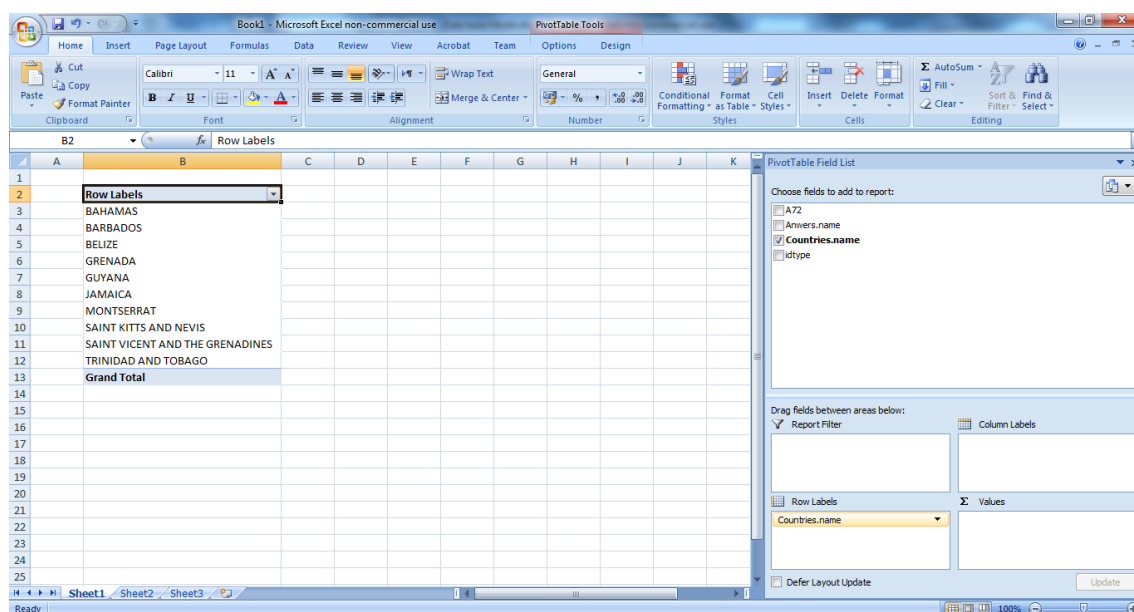 Book1 - Microsoft Excel non-commercial use PivotTable Tools
Home Insert Page Layout Formulas Data Review View Acrobat Team Options Design
Paste
Cut
Copy
Format Painter
Clipboard
Calibri 11 A A
B I U A
Font
Wrap Text
Merge & Center
Alignment
General
% , .00 .00
Number
Conditional Formatting
Format as Table
Cell Styles
Styles
Insert Delete Format
Cells
Σ AutoSum
Fill
Clear
Sort & Filter
Find & Select
Editing
B2 fx Row Labels
A B C D E F G H I J K
1
2 Row Labels
3 BAHAMAS
4 BARBADOS
5 BELIZE
6 GRENADA
7 GUYANA
8 JAMAICA
9 MONTSERRAT
10 SAINT KITTS AND NEVIS
11 SAINT VICENT AND THE GRENADINES
12 TRINIDAD AND TOBAGO
13 Grand Total
14
15
16
17
18
19
20
21
22
23
24
25
PivotTable Field List
Choose fields to add to report:
A72
Anwers.name
Countries.name
idtype
Drag fields between areas below:
Report Filter Column Labels
Row Labels Σ Values
Countries.name
Defer Layout Update Update
Sheet1 Sheet2 Sheet3
Ready 100%